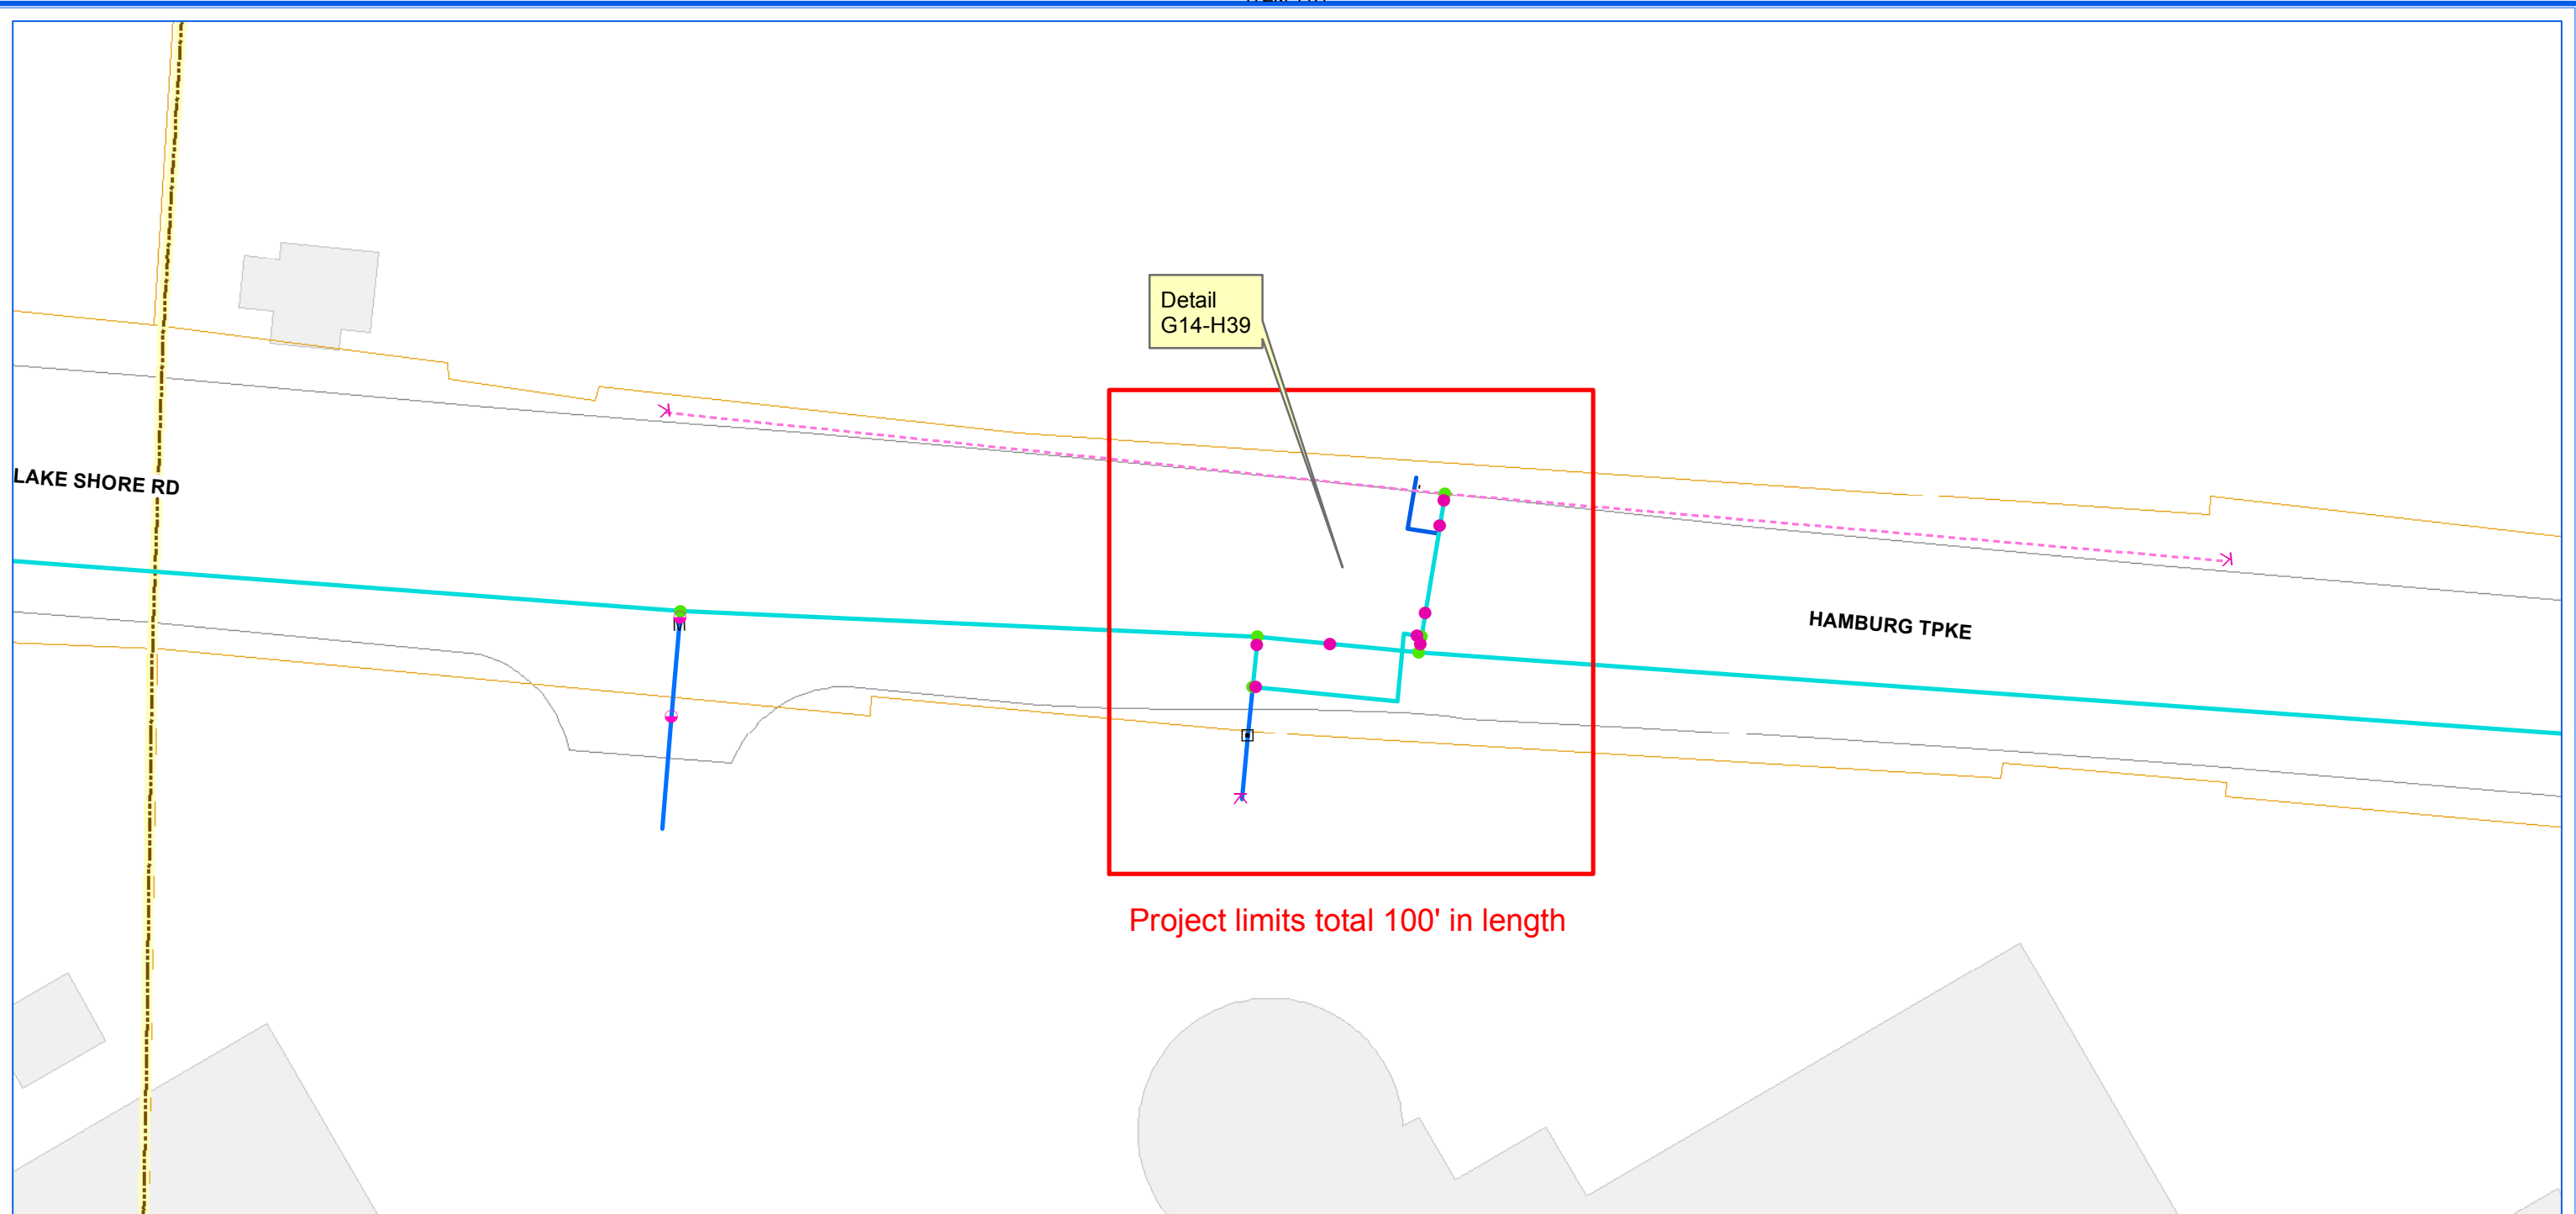 Detail
G14-H39
LAKE SHORE RD
HAMBURG TPKE
Project limits total 100' in length